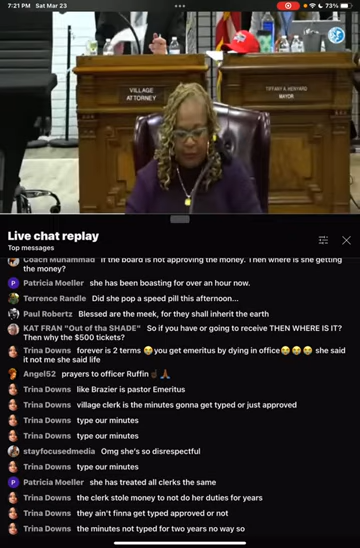 7:21 PM Sat Mar 23
73%
VILLAGE
ATTORNEY
TIFFANY A. HENYARD
MAYOR
Live chat replay
Top messages
Coach Muhammad If the board is not approving the money. Then where is she getting
the money?
P Patricia Moeller she has been boasting for over an hour now.
Terrence Randle Did she pop a speed pill this afternoon...
Paul Robertz Blessed are the meek, for they shall inherit the earth
KAT FRAN "Out of tha SHADE" So if you have or going to receive THEN WHERE IS IT?
Then why the $500 tickets?
Trina Downs forever is 2 terms 😂you get emeritus by dying in office😂😂😂 she said
it not me she said life
Angel52 prayers to officer Ruffin☝🏾🙏🏾
Trina Downs like Brazier is pastor Emeritus
Trina Downs village clerk is the minutes gonna get typed or just approved
Trina Downs type our minutes
Trina Downs type our minutes
stayfocusedmedia Omg she's so disrespectful
Trina Downs type our minutes
P Patricia Moeller she has treated all clerks the same
Trina Downs the clerk stole money to not do her duties for years
Trina Downs they ain't finna get typed approved or not
Trina Downs the minutes not typed for two years no way so